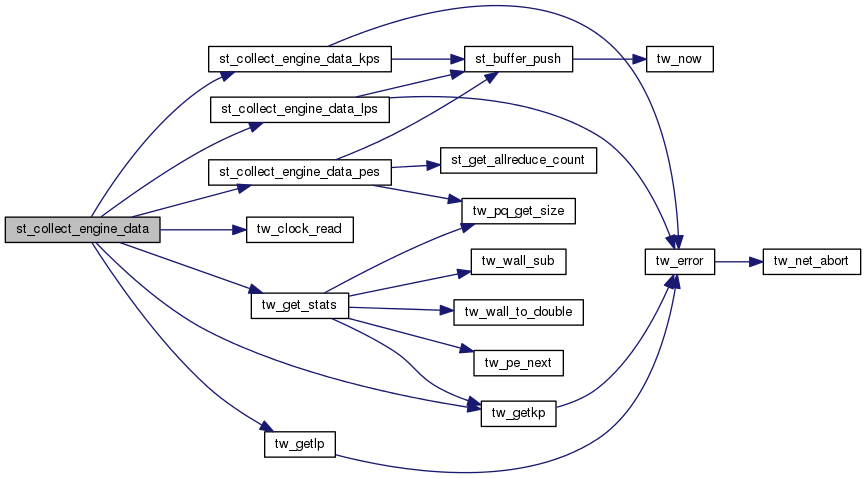 st_collect_engine_data
st_collect_engine_data_kps
st_collect_engine_data_lps
st_collect_engine_data_pes
tw_clock_read
tw_get_stats
tw_getlp
st_buffer_push
st_get_allreduce_count
tw_pq_get_size
tw_wall_sub
tw_wall_to_double
tw_pe_next
tw_getkp
tw_now
tw_error
tw_net_abort